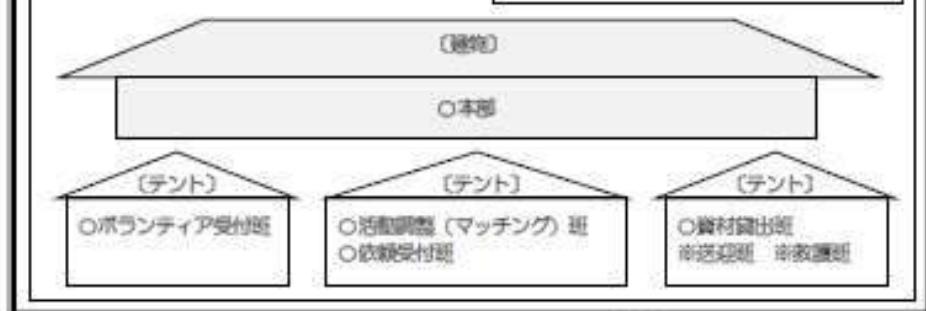 〔建物〕
○本部
〔テント〕
〔テント〕
〔テント〕
○ボランティア受付班
○活動調整（マッチング）班
○依頼受付班
○資材貸出班
※送迎班　※救護班